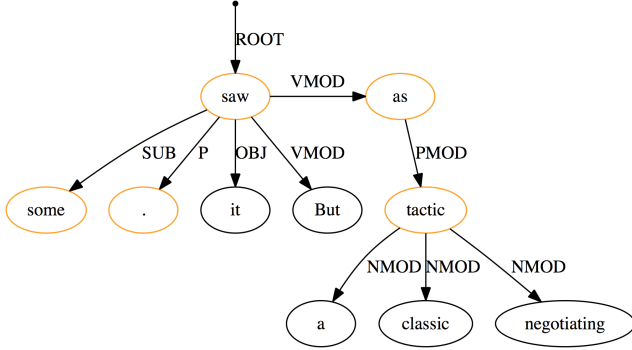 ROOT
saw VMOD as
SUB P OBJ VMOD PMOD
some . it But tactic
NMOD NMOD NMOD
a classic negotiating